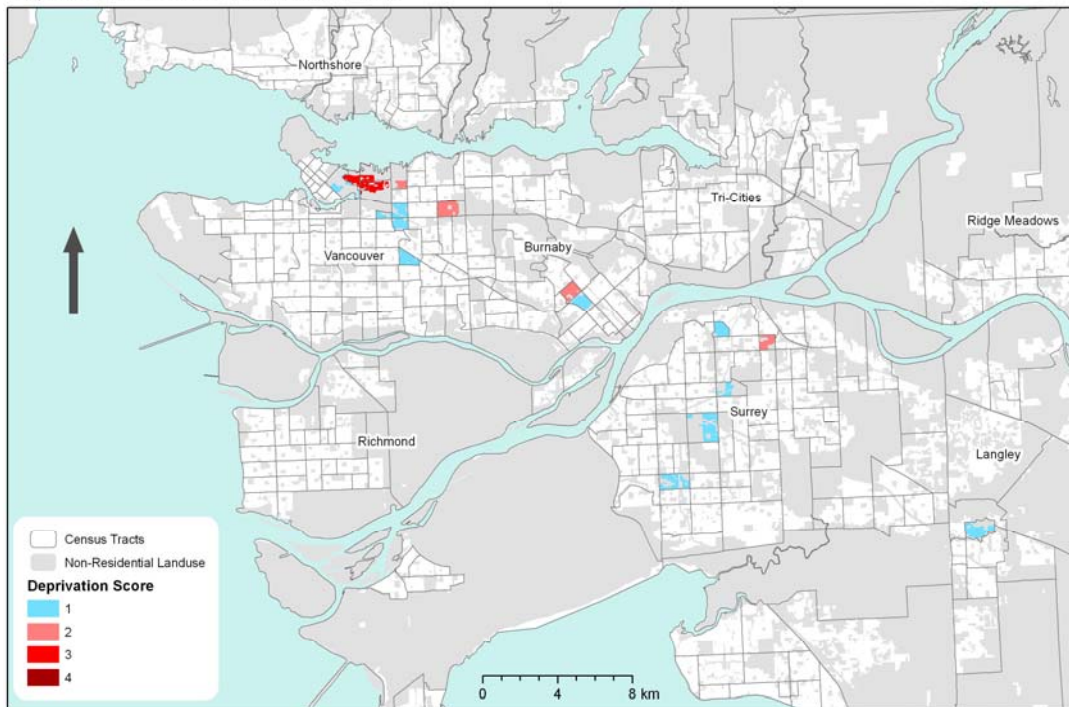 Northshore
Tri-Cities
Ridge Meadows
Burnaby
Vancouver
Surrey
Richmond
Langley
Census Tracts
Non-Residential Landuse
Deprivation Score
1
2
3
4
0 4 8 km